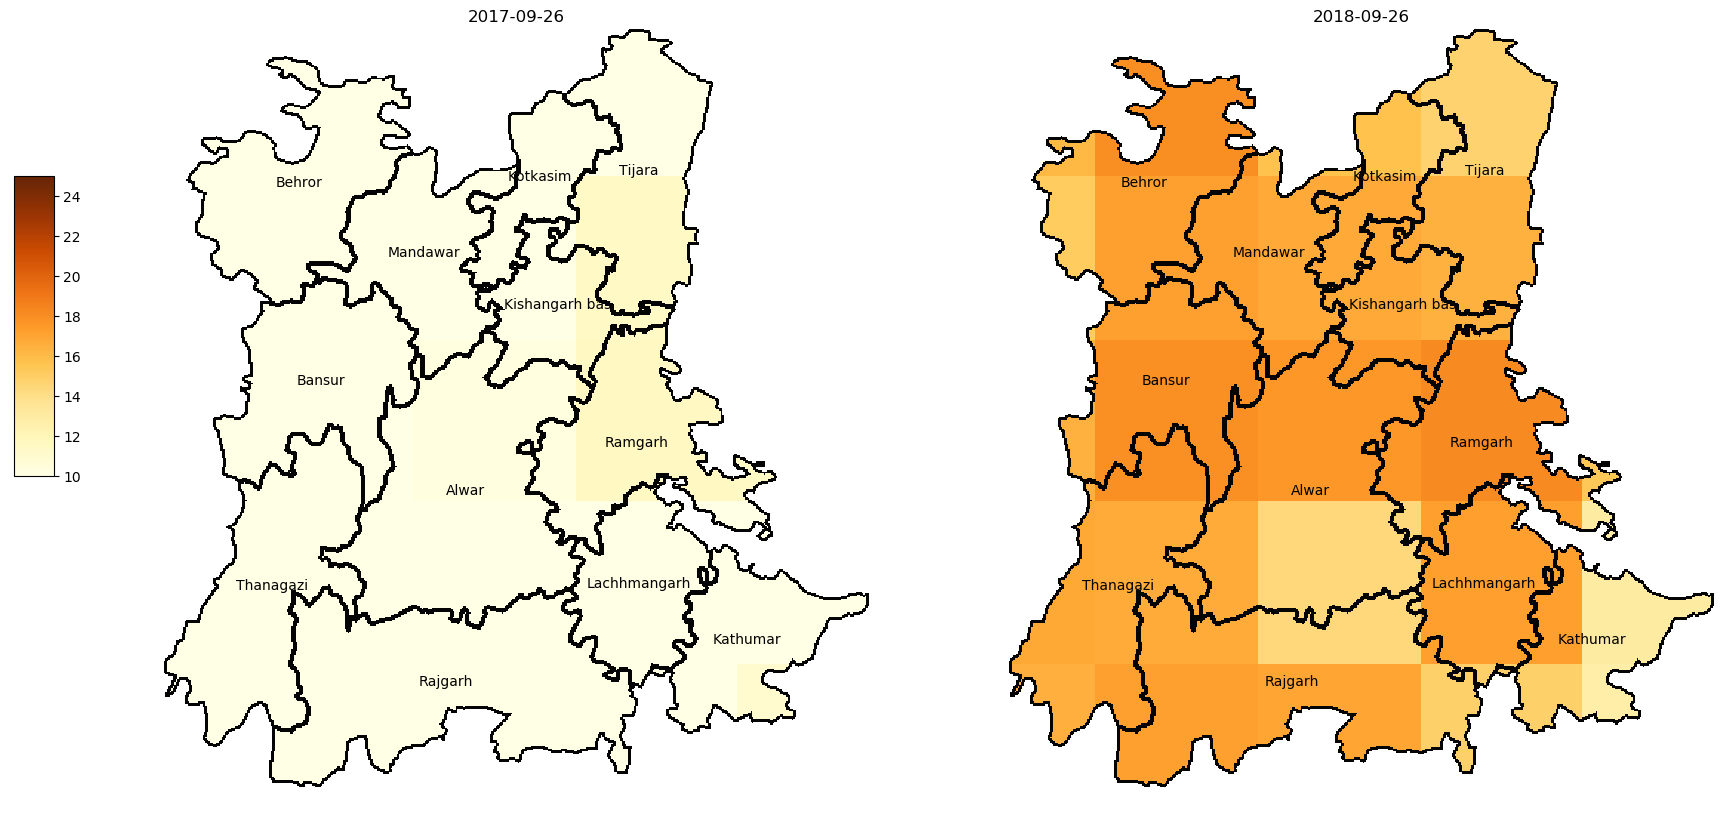 2017-09-26
2018-09-26
24
22
20
18
16
14
12
10
Tijara
Kotkasim
Behror
Mandawar
Kishangarh bas
Bansur
Ramgarh
Alwar
Thanagazi
Lachhmangarh
Kathumar
Rajgarh
Tijara
Kotkasim
Behror
Mandawar
Kishangarh bas
Bansur
Ramgarh
Alwar
Thanagazi
Lachhmangarh
Kathumar
Rajgarh